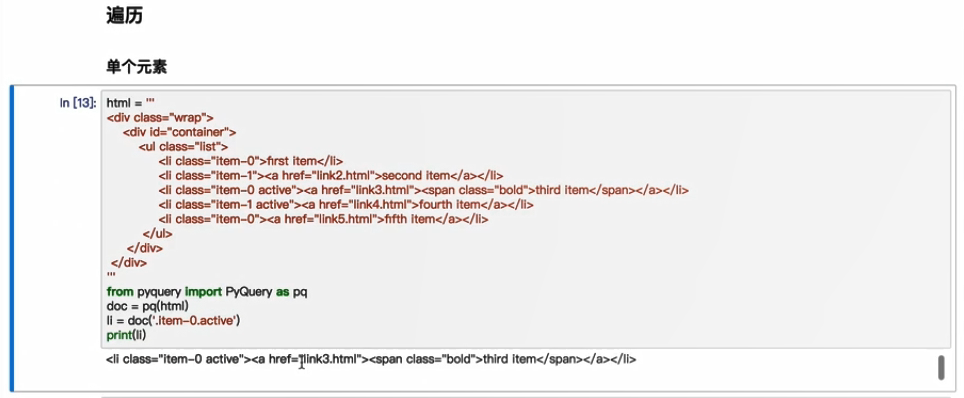 遍历
单个元素
In [13]:
html = '''
<div class="wrap">
<div id="container">
<ul class="list">
<li class="item-0">first item</li>
<li class="item-1"><a href="link2.html">second item</a></li>
<li class="item-0 active"><a href="link3.html"><span class="bold">third item</span></a></li>
<li class="item-1 active"><a href="link4.html">fourth item</a></li>
<li class="item-0"><a href="link5.html">fifth item</a></li>
</ul>
</div>
</div>
'''
from pyquery import PyQuery as pq
doc = pq(html)
li = doc('.item-0.active')
print(li)
<li class="item-0 active"><a href="link3.html"><span class="bold">third item</span></a></li>